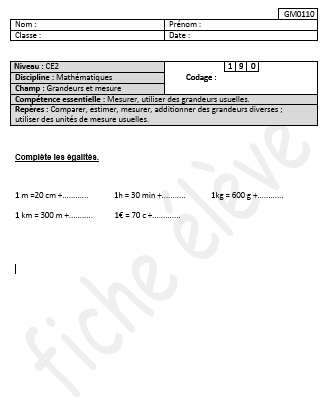 GM0110
Nom : Prénom :
Classe : Date :
Niveau : CE2 1 9 0
Discipline : Mathématiques Codage :
Champ : Grandeurs et mesure
Compétence essentielle : Mesurer, utiliser des grandeurs usuelles.
Repères : Comparer, estimer, mesurer, additionner des grandeurs diverses ;
utiliser des unités de mesure usuelles.
Complète les égalités.
1 m =20 cm +........... 1h = 30 min +.......... 1kg = 600 g +............
1 km = 300 m +........... 1€ = 70 c +.............
fiche élève